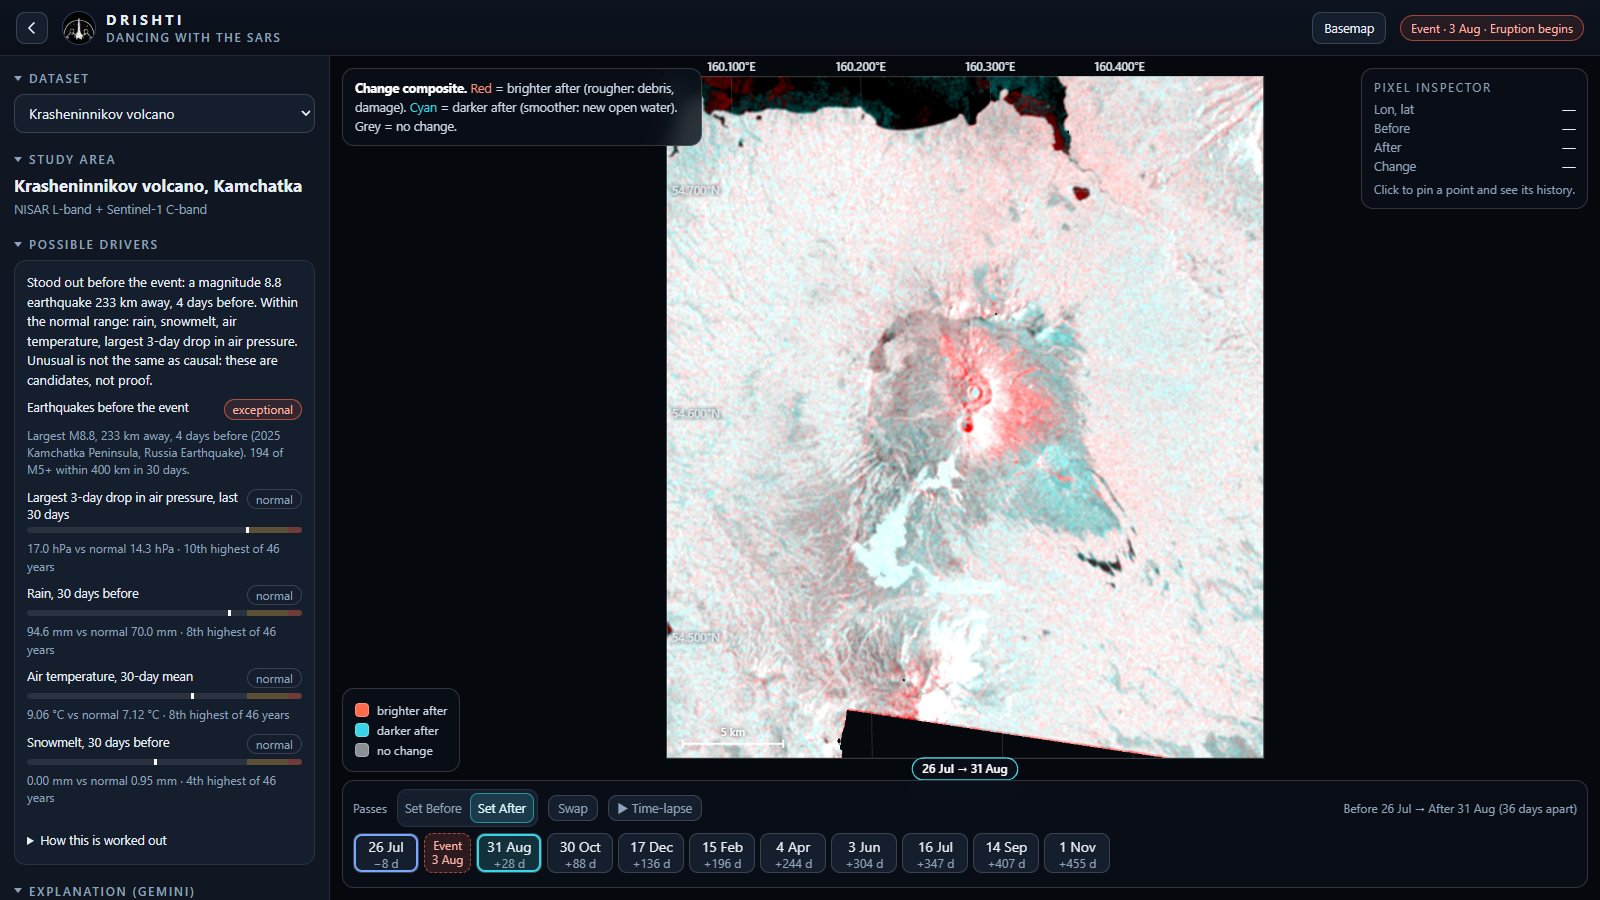 DRISHTI
DANCING WITH THE SARS
Basemap
Event · 3 Aug · Eruption begins
DATASET
Krasheninnikov volcano
STUDY AREA
Krasheninnikov volcano, Kamchatka
NISAR L-band + Sentinel-1 C-band
POSSIBLE DRIVERS
Stood out before the event: a magnitude 8.8
earthquake 233 km away, 4 days before. Within
the normal range: rain, snowmelt, air
temperature, largest 3-day drop in air pressure.
Unusual is not the same as causal: these are
candidates, not proof.
Earthquakes before the event
exceptional
Largest M8.8, 233 km away, 4 days before (2025
Kamchatka Peninsula, Russia Earthquake). 194 of
M5+ within 400 km in 30 days.
Largest 3-day drop in air pressure, last
30 days
normal
17.0 hPa vs normal 14.3 hPa · 10th highest of 46
years
Rain, 30 days before
normal
94.6 mm vs normal 70.0 mm · 8th highest of 46
years
Air temperature, 30-day mean
normal
9.06 °C vs normal 7.12 °C · 8th highest of 46 years
Snowmelt, 30 days before
normal
0.00 mm vs normal 0.95 mm · 4th highest of 46
years
How this is worked out
EXPLANATION (GEMINI)
Change composite. Red = brighter after (rougher: debris,
damage). Cyan = darker after (smoother: new open water).
Grey = no change.
160.100°E
160.200°E
160.300°E
160.400°E
54.700°N
54.600°N
54.500°N
5 km
brighter after
darker after
no change
26 Jul → 31 Aug
PIXEL INSPECTOR
Lon, lat —
Before —
After —
Change —
Click to pin a point and see its history.
Passes
Set Before
Set After
Swap
Time-lapse
Before 26 Jul → After 31 Aug (36 days apart)
26 Jul
−8 d
Event
3 Aug
31 Aug
+28 d
30 Oct
+88 d
17 Dec
+136 d
15 Feb
+196 d
4 Apr
+244 d
3 Jun
+304 d
16 Jul
+347 d
14 Sep
+407 d
1 Nov
+455 d